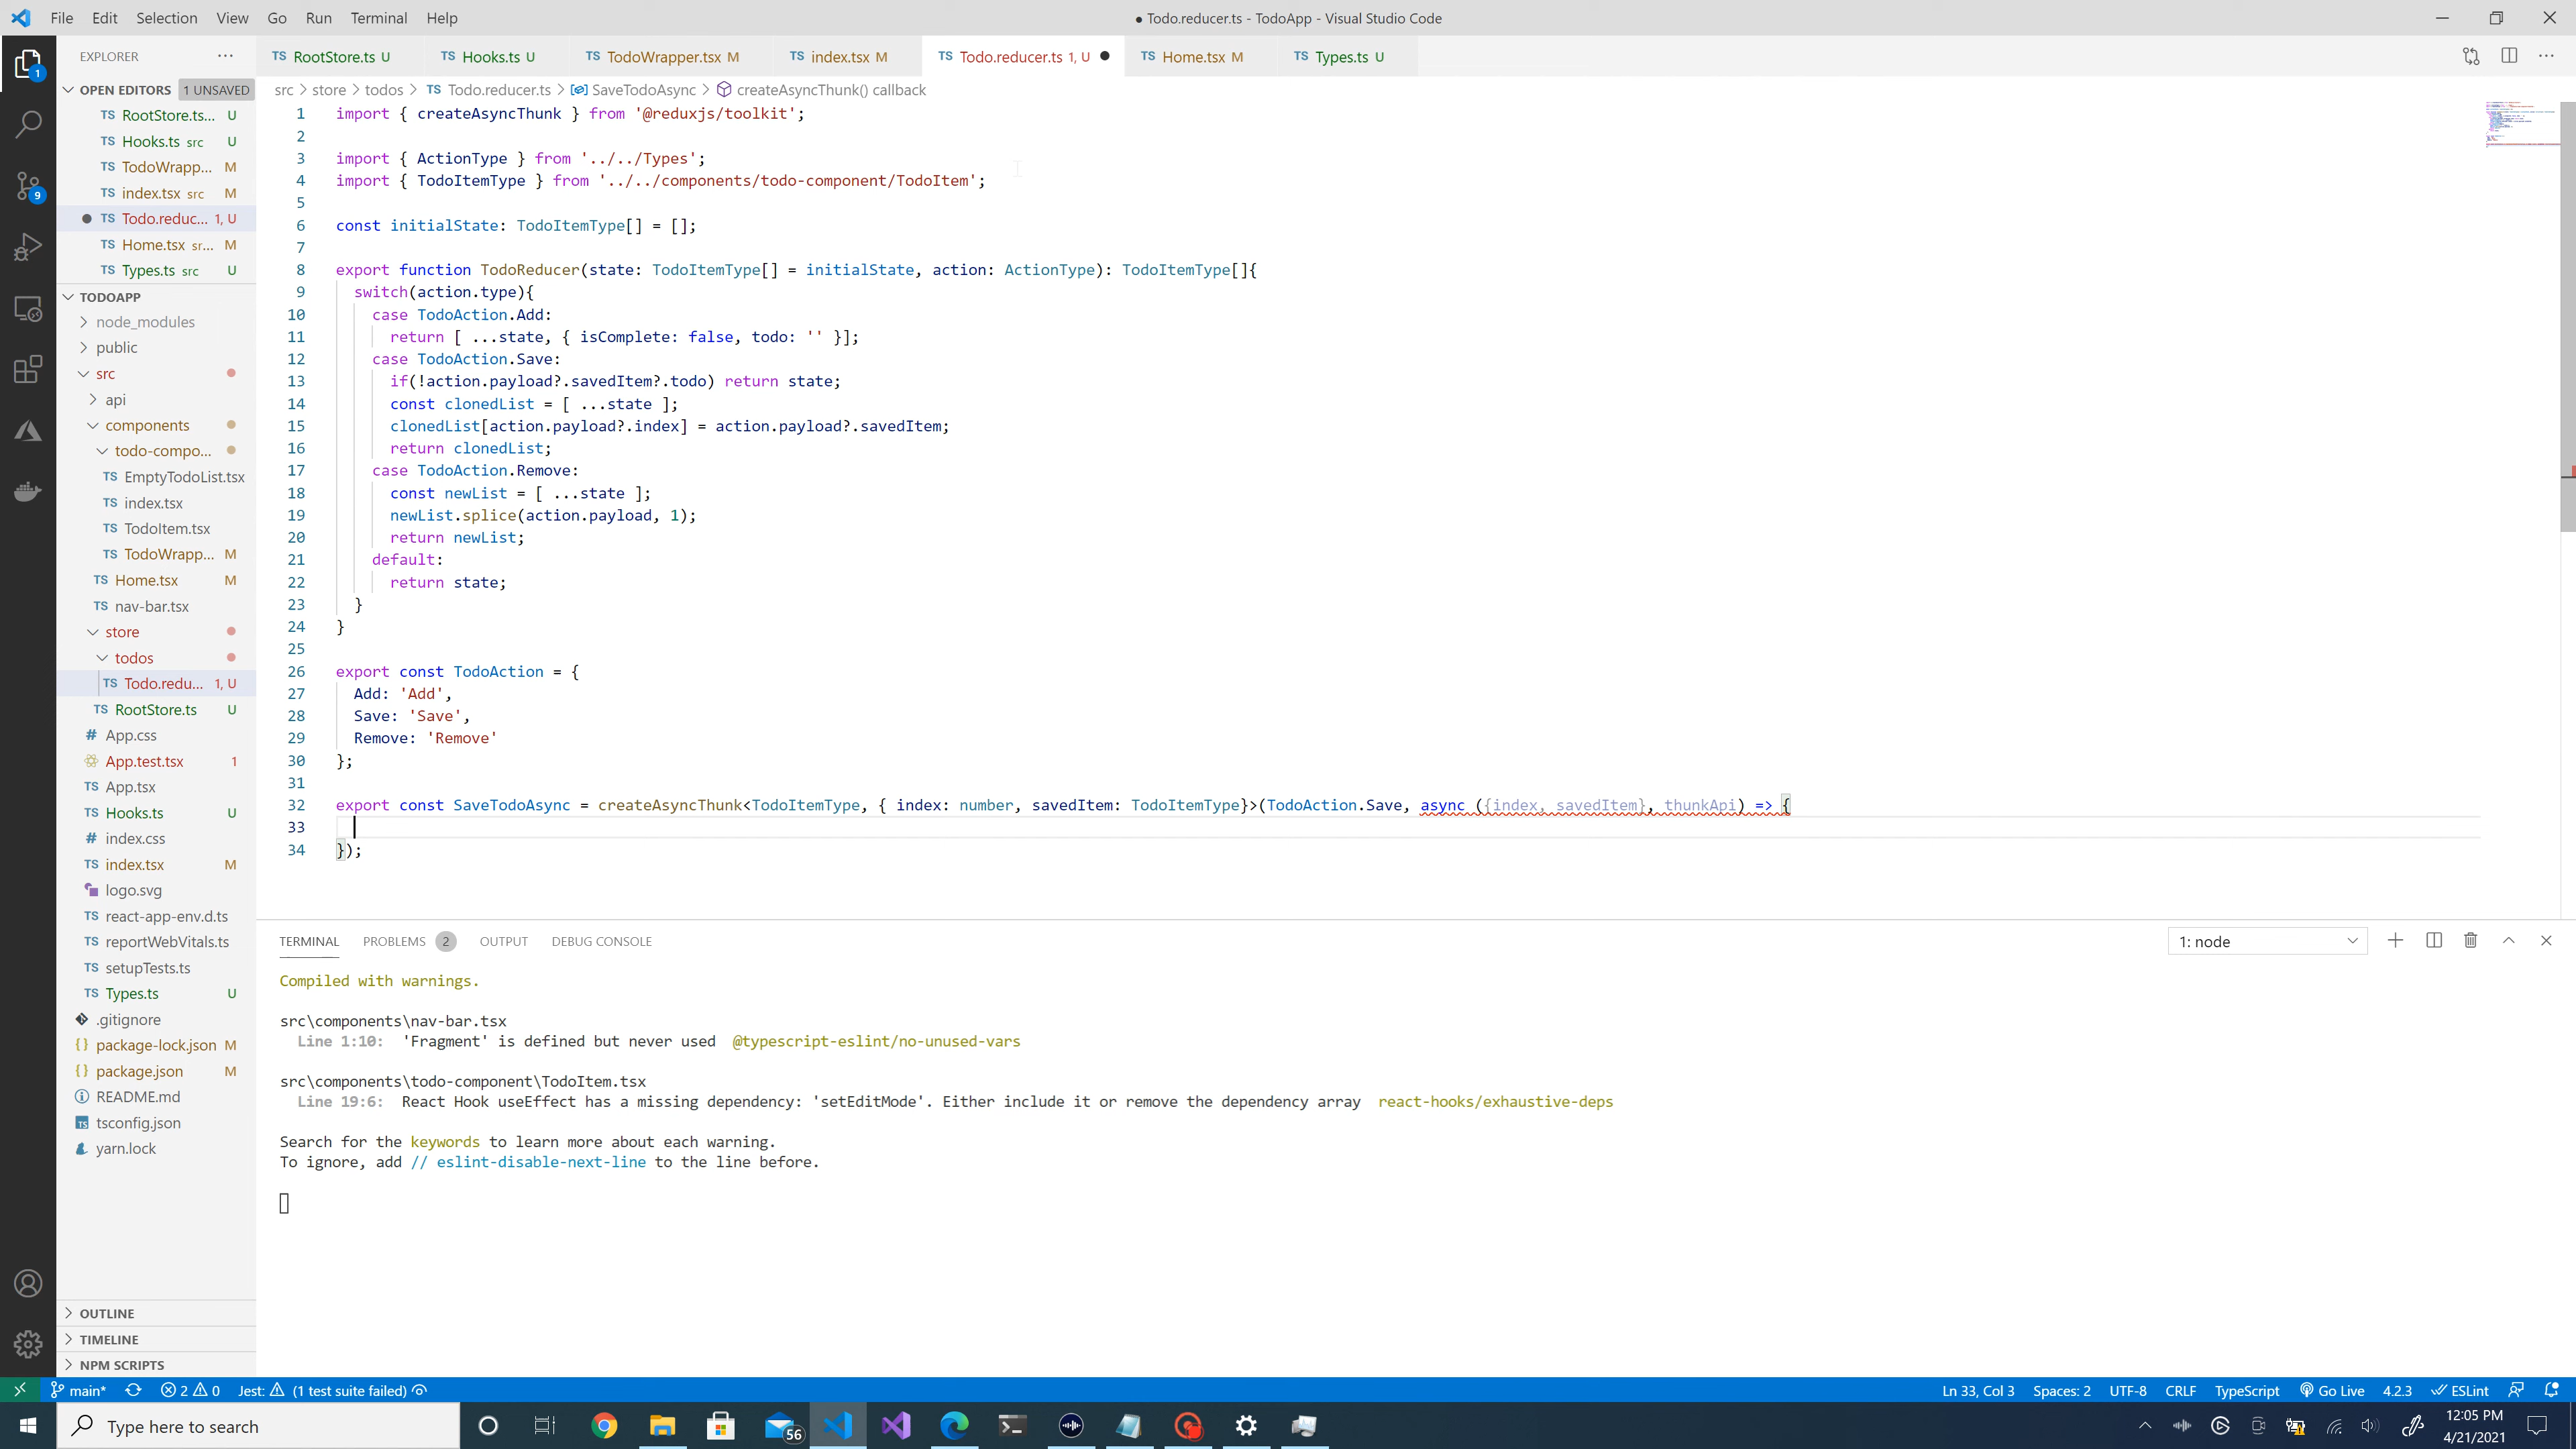 File Edit Selection View Go Run Terminal Help
● Todo.reducer.ts - TodoApp - Visual Studio Code
EXPLORER
TS RootStore.ts U
TS Hooks.ts U
TS TodoWrapper.tsx M
TS index.tsx M
TS Todo.reducer.ts 1, U
TS Home.tsx M
TS Types.ts U
OPEN EDITORS 1 UNSAVED
TS RootStore.ts... U
TS Hooks.ts src U
TS TodoWrapp... M
TS index.tsx src M
TS Todo.reduc... 1, U
TS Home.tsx sr... M
TS Types.ts src U
TODOAPP
node_modules
public
src
api
components
todo-compo...
TS EmptyTodoList.tsx
TS index.tsx
TS TodoItem.tsx
TS TodoWrapp... M
TS Home.tsx M
TS nav-bar.tsx
store
todos
TS Todo.redu... 1, U
TS RootStore.ts U
# App.css
App.test.tsx 1
TS App.tsx
TS Hooks.ts U
# index.css
TS index.tsx M
logo.svg
TS react-app-env.d.ts
TS reportWebVitals.ts
TS setupTests.ts
TS Types.ts U
.gitignore
{} package-lock.json M
{} package.json M
README.md
TS tsconfig.json
yarn.lock
OUTLINE
TIMELINE
NPM SCRIPTS
1
9
src > store > todos > TS Todo.reducer.ts > SaveTodoAsync > createAsyncThunk() callback
1 import { createAsyncThunk } from '@reduxjs/toolkit';
2
3 import { ActionType } from '../../Types';
4 import { TodoItemType } from '../../components/todo-component/TodoItem';
5
6 const initialState: TodoItemType[] = [];
7
8 export function TodoReducer(state: TodoItemType[] = initialState, action: ActionType): TodoItemType[]{
9 switch(action.type){
10 case TodoAction.Add:
11 return [ ...state, { isComplete: false, todo: '' }];
12 case TodoAction.Save:
13 if(!action.payload?.savedItem?.todo) return state;
14 const clonedList = [ ...state ];
15 clonedList[action.payload?.index] = action.payload?.savedItem;
16 return clonedList;
17 case TodoAction.Remove:
18 const newList = [ ...state ];
19 newList.splice(action.payload, 1);
20 return newList;
21 default:
22 return state;
23 }
24 }
25
26 export const TodoAction = {
27 Add: 'Add',
28 Save: 'Save',
29 Remove: 'Remove'
30 };
31
32 export const SaveTodoAsync = createAsyncThunk<TodoItemType, { index: number, savedItem: TodoItemType}>(TodoAction.Save, async ({index, savedItem}, thunkApi) => {
33
34 });
TERMINAL PROBLEMS 2 OUTPUT DEBUG CONSOLE
1: node
Compiled with warnings.
src\components\nav-bar.tsx
Line 1:10: 'Fragment' is defined but never used @typescript-eslint/no-unused-vars
src\components\todo-component\TodoItem.tsx
Line 19:6: React Hook useEffect has a missing dependency: 'setEditMode'. Either include it or remove the dependency array react-hooks/exhaustive-deps
Search for the keywords to learn more about each warning.
To ignore, add // eslint-disable-next-line to the line before.
main* 2 0 Jest: (1 test suite failed)
Ln 33, Col 3 Spaces: 2 UTF-8 CRLF TypeScript Go Live 4.2.3 ESLint
Type here to search
56
12:05 PM
4/21/2021